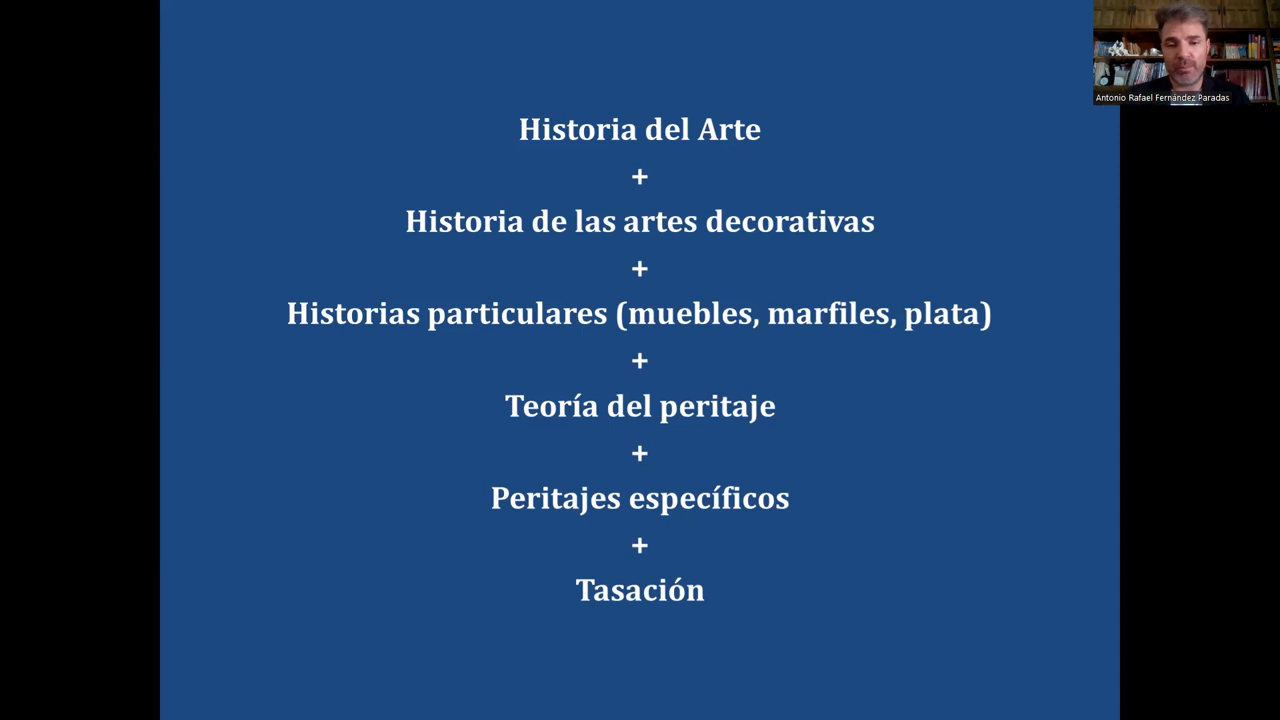 Historia del Arte
+
Historia de las artes decorativas
+
Historias particulares (muebles, marfiles, plata)
+
Teoría del peritaje
+
Peritajes específicos
+
Tasación
Antonio Rafael Fernández Paradas